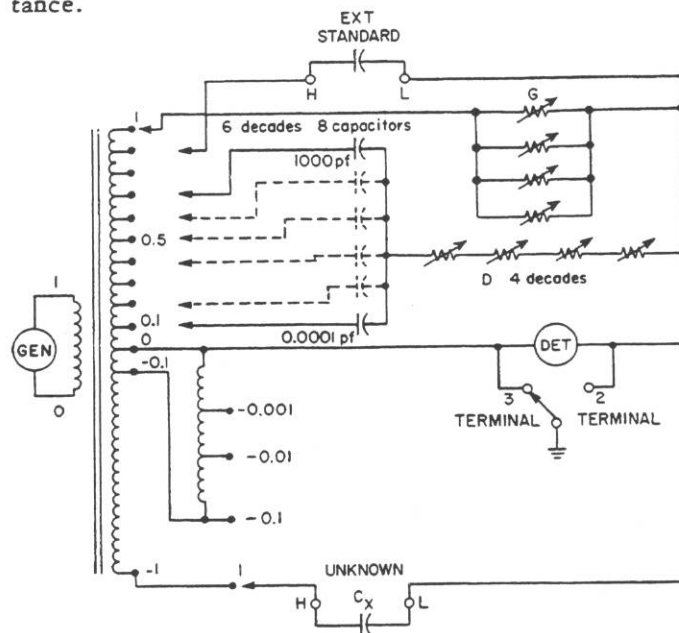 tance.
EXT
STANDARD
H
L
1
G
6 decades 8 capacitors
1000 pf
0.5
D 4 decades
1
0.1
0.0001 pf
0
GEN
-0.1
DET
0
3
2
TERMINAL
TERMINAL
-0.001
-0.01
-0.1
-1
1
UNKNOWN
H
Cx
L